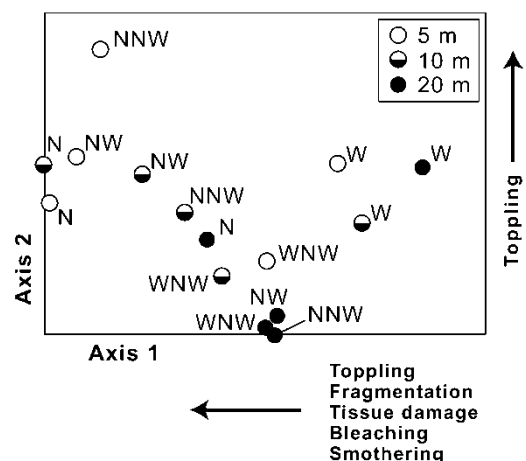 NNW
5 m
10 m
20 m
N
NW
NW
W
W
NNW
N
N
W
WNW
WNW
NW
WNW
NNW
Toppling
Axis 2
Axis 1
Toppling
Fragmentation
Tissue damage
Bleaching
Smothering